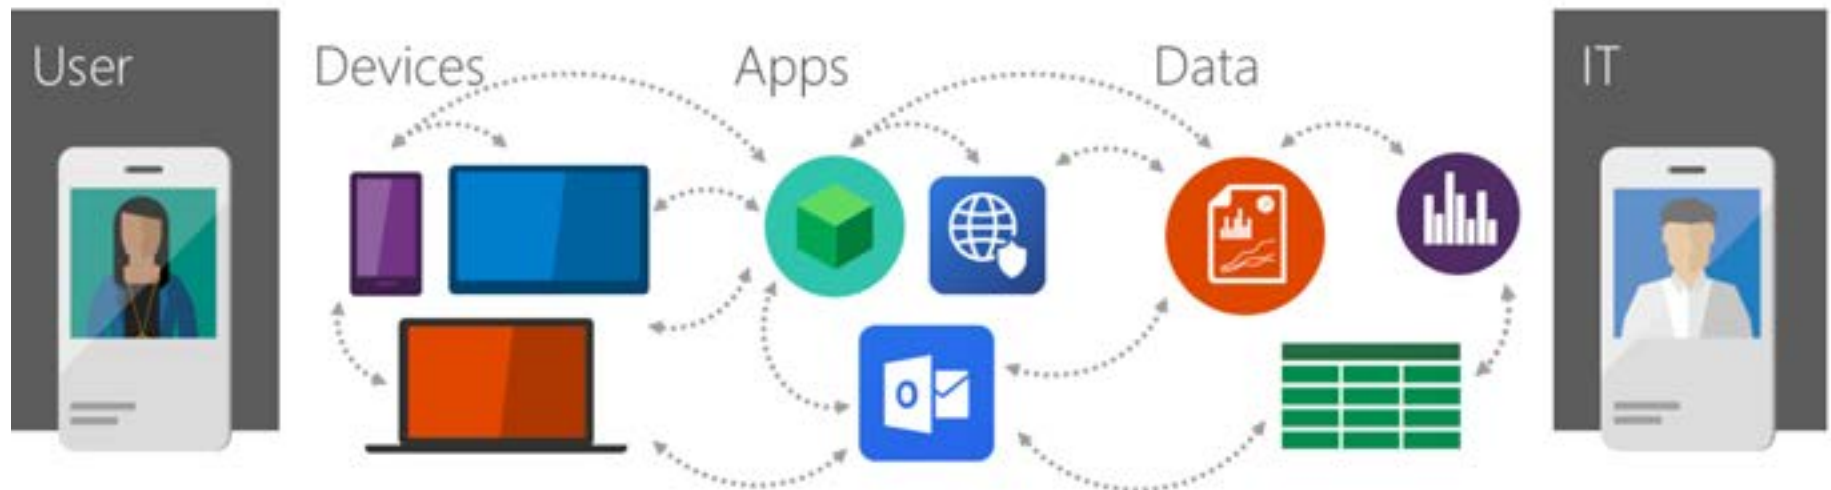 User
Devices
Apps
Data
IT
O